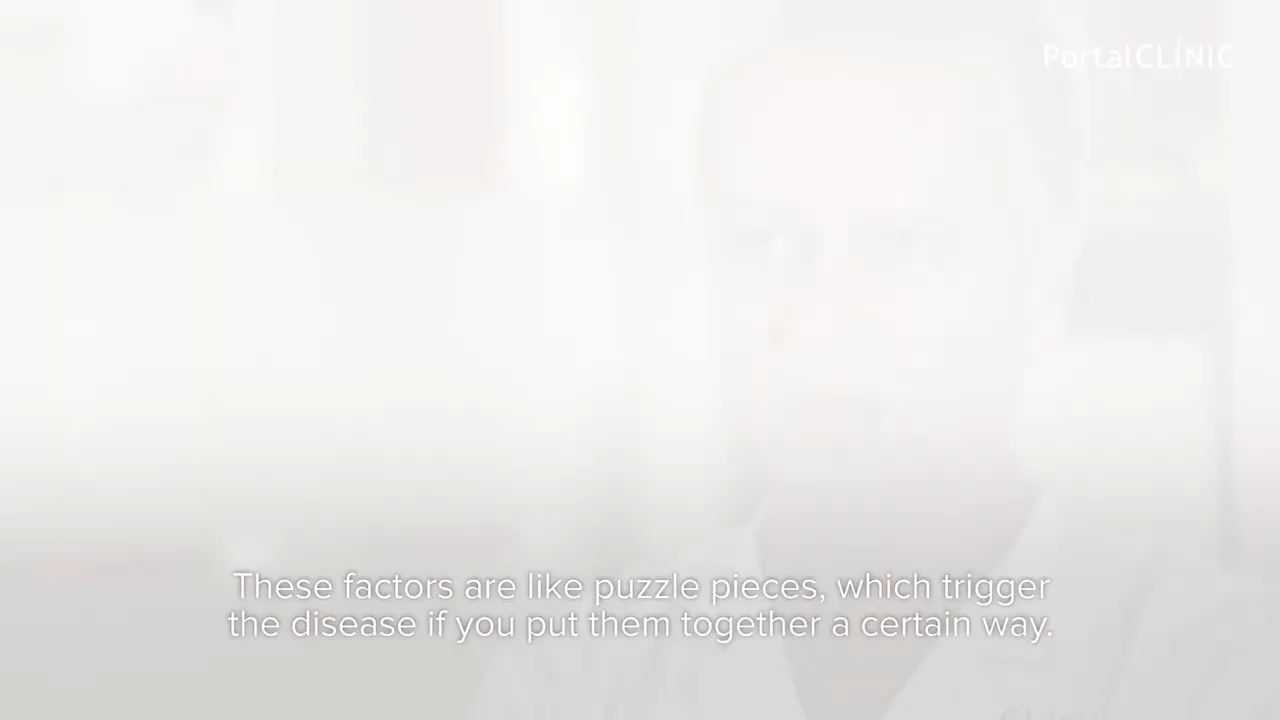 PortalCLÍNIC
These factors are like puzzle pieces, which trigger
the disease if you put them together a certain way.